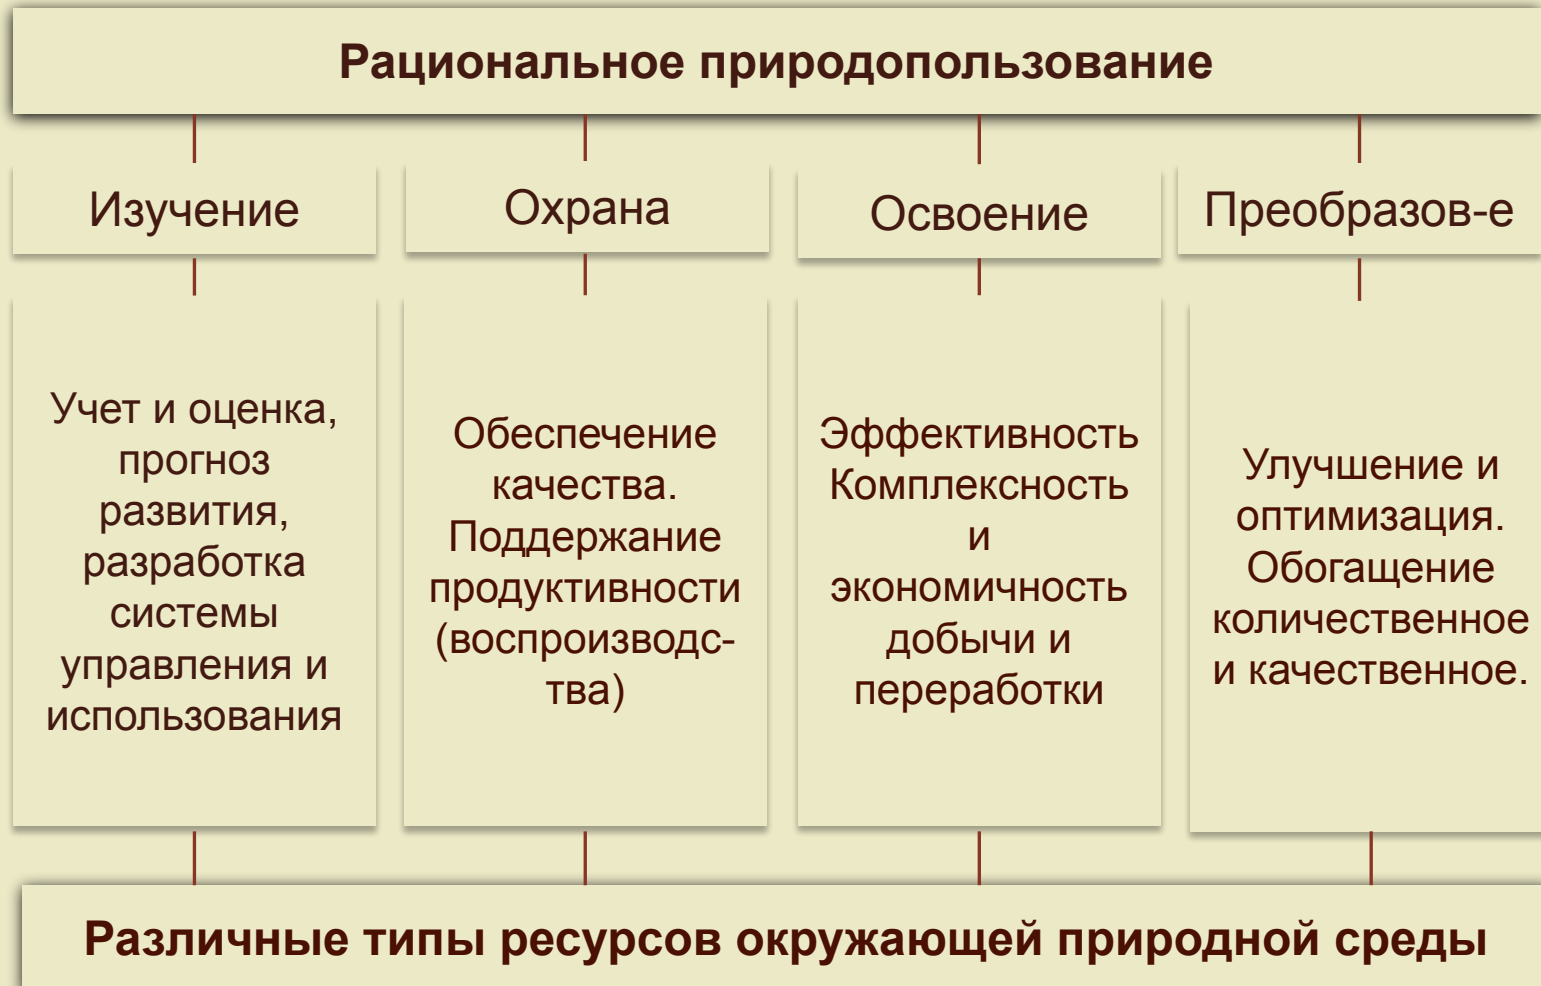 Рациональное природопользование
Изучение
Охрана
Освоение
Преобразов-е
Учет и оценка,
прогноз
развития,
разработка
системы
управления и
использования
Обеспечение
качества.
Поддержание
продуктивности
(воспроизводс-
тва)
Эффективность
Комплексность
и
экономичность
добычи и
переработки
Улучшение и
оптимизация.
Обогащение
количественное
и качественное.
Различные типы ресурсов окружающей природной среды